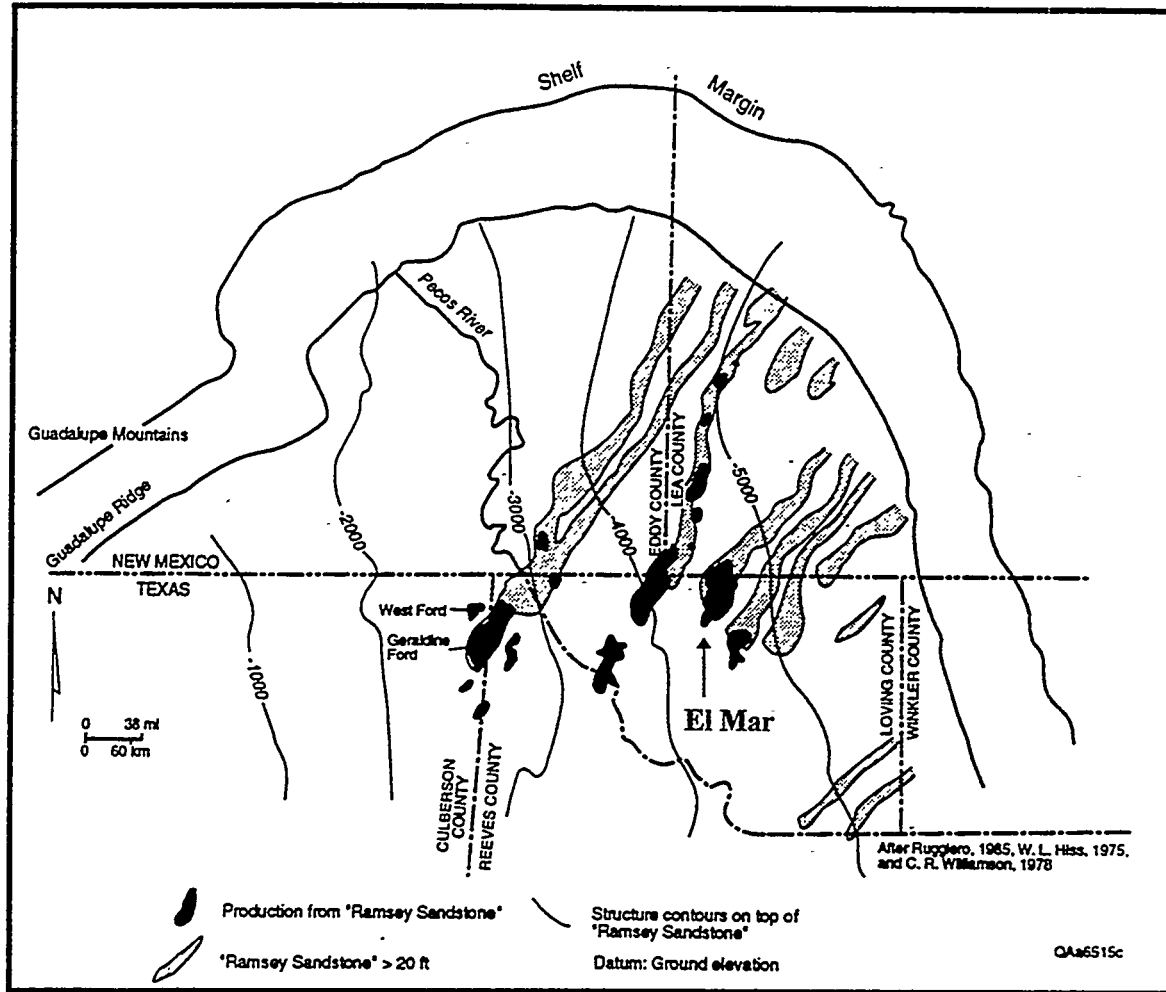 Shelf
Margin
Pecos River
Guadalupe Mountains
Guadalupe Ridge
-2000
-3000
-4000
EDDY COUNTY
LEA COUNTY
-5000
NEW MEXICO
TEXAS
N
West Ford
Geraldine
Ford
-1000
0 38 mi
0 60 km
El Mar
LOVING COUNTY
WINKLER COUNTY
CULBERSON
COUNTY
REEVES COUNTY
After Ruggiero, 1985, W. L. Hiss, 1975,
and C. R. Williamson, 1978
Production from "Ramsey Sandstone"
Structure contours on top of
"Ramsey Sandstone"
"Ramsey Sandstone" > 20 ft
Datum: Ground elevation
QAa6515c